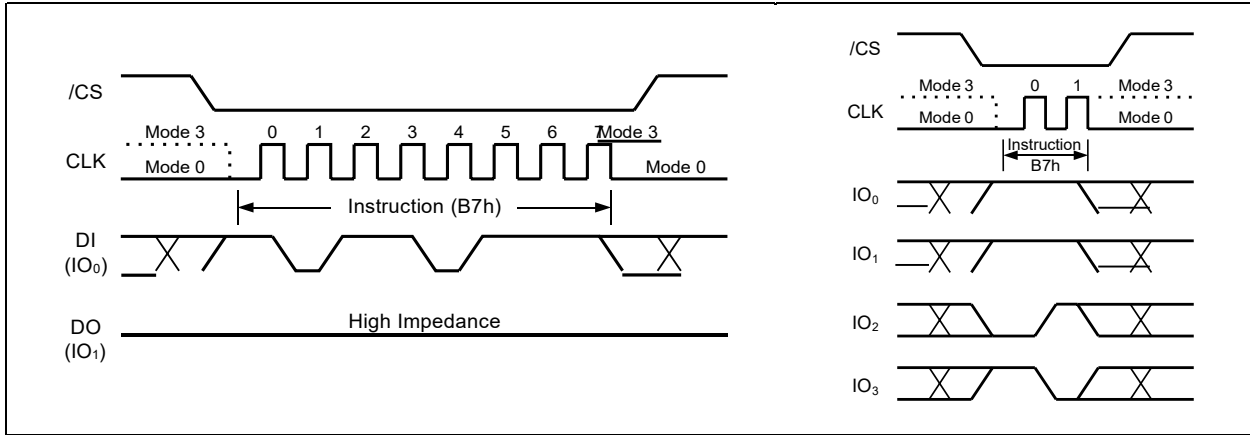 /CS
Mode 3 0 1 2 3 4 5 6 7 Mode 3
CLK
Mode 0 Mode 0
Instruction (B7h)
DI
(IO₀)
High Impedance
DO
(IO₁)
/CS
Mode 3 0 1 Mode 3
CLK
Mode 0 Mode 0
Instruction
B7h
IO₀
IO₁
IO₂
IO₃